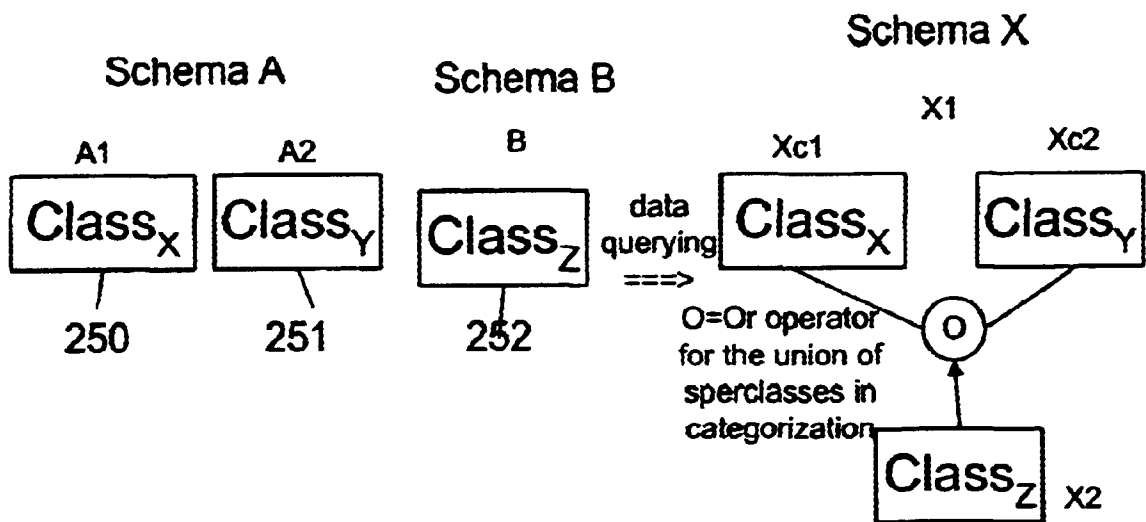 Schema A
Schema B
Schema X
A1
A2
B
X1
Xc1
Xc2
ClassX
ClassY
ClassZ
data
querying
===>
ClassX
ClassY
250
251
252
O=Or operator
for the union of
sperclasses in
categorization
O
ClassZ
X2